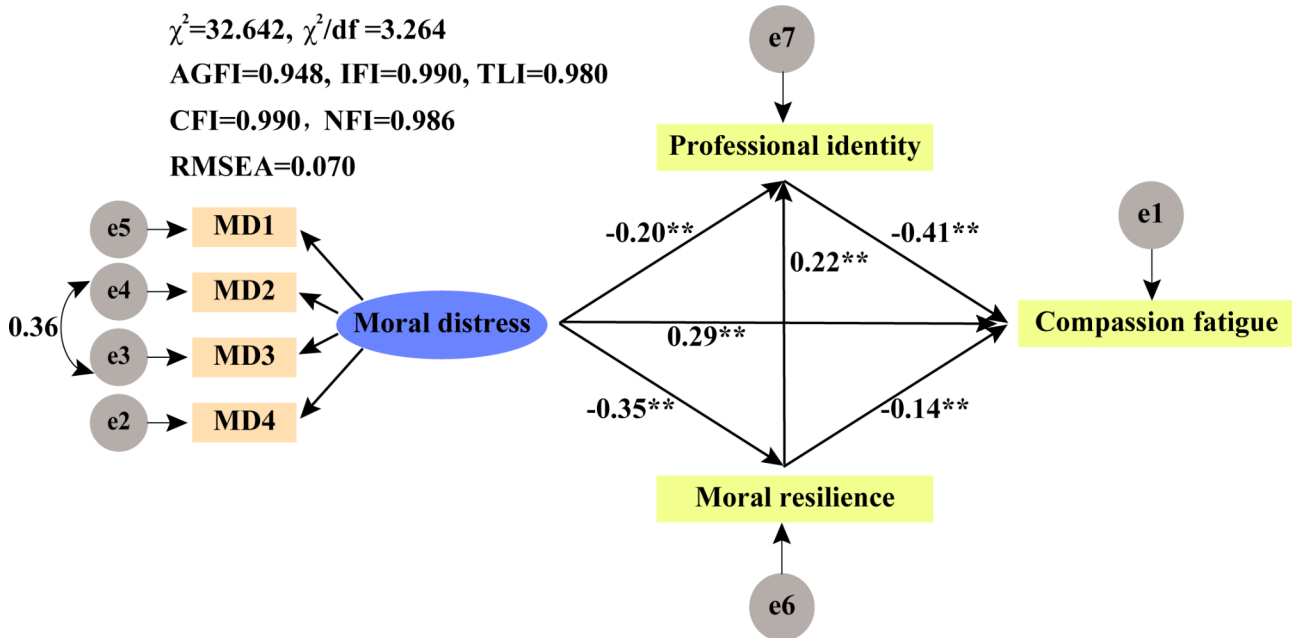 χ²=32.642, χ²/df =3.264
AGFI=0.948, IFI=0.990, TLI=0.980
CFI=0.990，NFI=0.986
RMSEA=0.070
e7
Professional identity
e5
MD1
e4
MD2
0.36
e3
MD3
e2
MD4
Moral distress
-0.20**
-0.41**
0.22**
0.29**
-0.35**
-0.14**
e1
Compassion fatigue
Moral resilience
e6